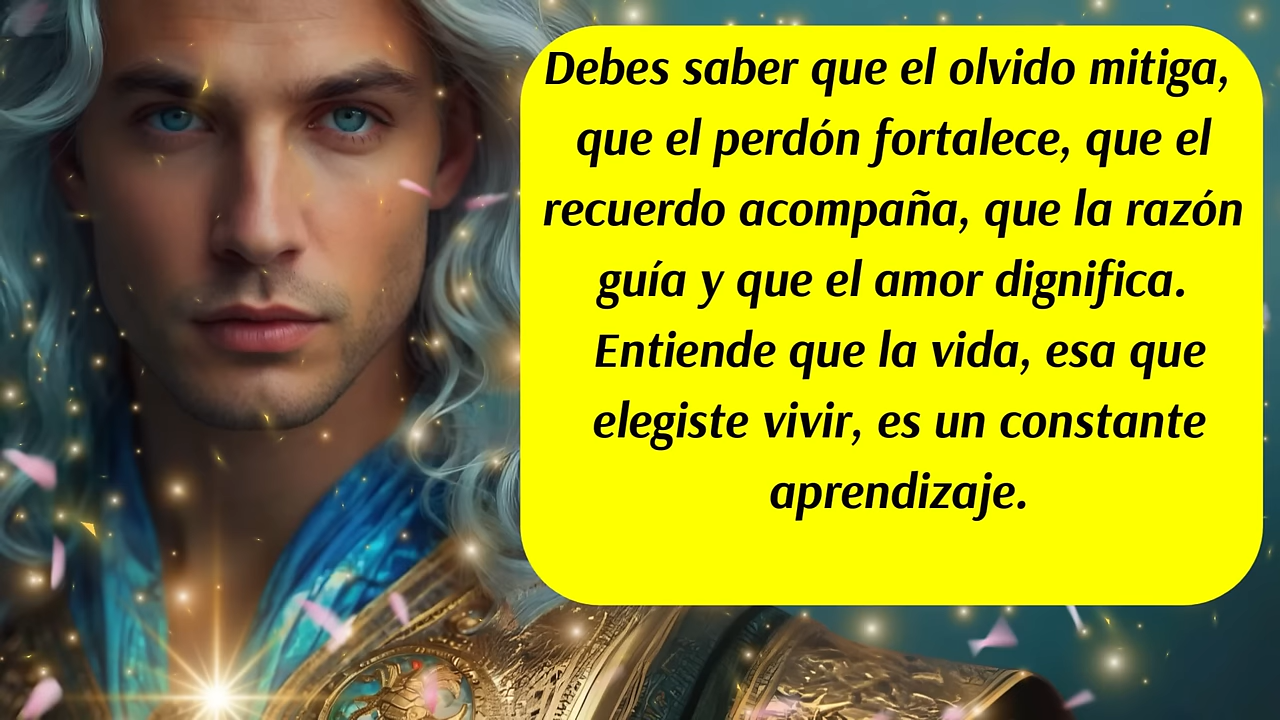 Debes saber que el olvido mitiga,
que el perdón fortalece, que el
recuerdo acompaña, que la razón
guía y que el amor dignifica.
Entiende que la vida, esa que
elegiste vivir, es un constante
aprendizaje.